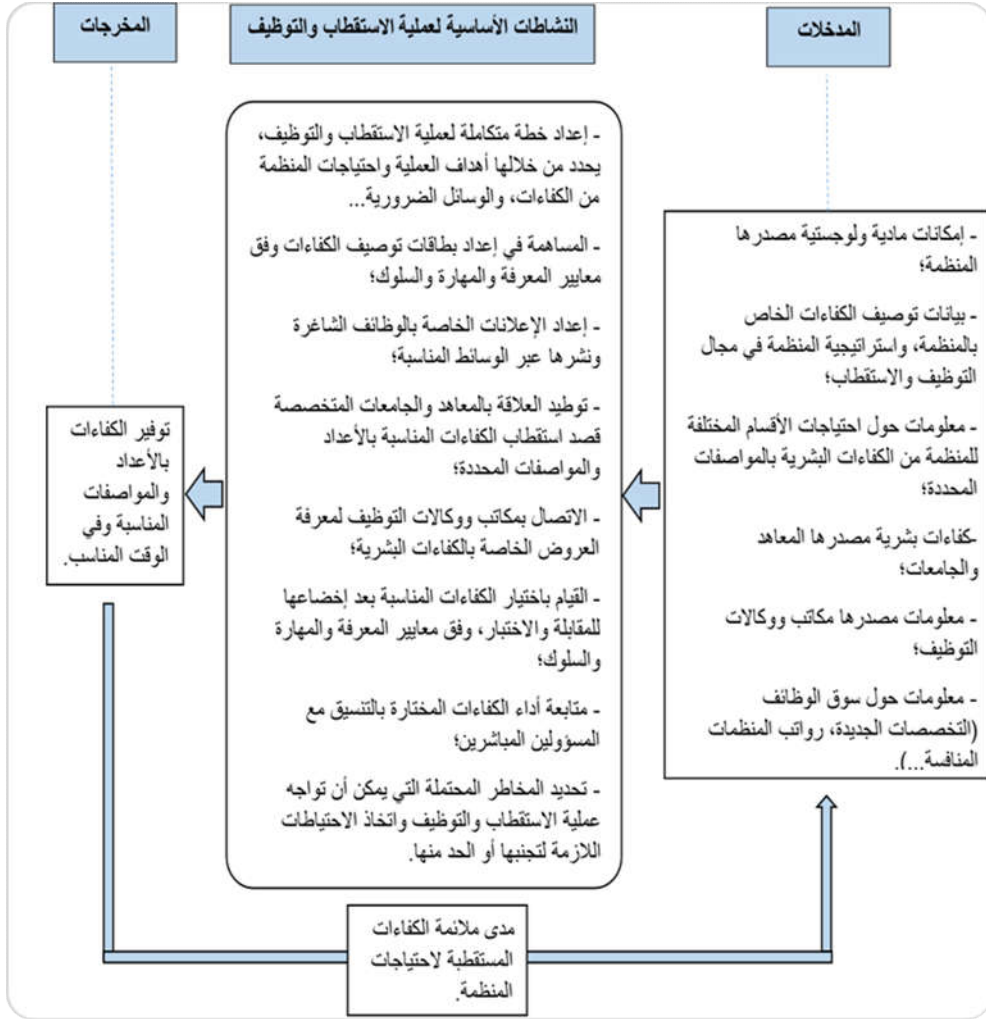 المدخلات
النشاطات الأساسية لعملية الاستقطاب والتوظيف
المخرجات
- إمكانات مادية ولوجستية مصدرها
المنظمة؛
- بيانات توصيف الكفاءات الخاص
بالمنظمة، واستراتيجية المنظمة في مجال
التوظيف والاستقطاب؛
- معلومات حول احتياجات الأقسام المختلفة
للمنظمة من الكفاءات البشرية بالمواصفات
المحددة؛
-كفاءات بشرية مصدرها المعاهد
والجامعات؛
- معلومات مصدرها مكاتب ووكالات
التوظيف؛
- معلومات حول سوق الوظائف
(التخصصات الجديدة، رواتب المنظمات
المنافسة...).
- إعداد خطة متكاملة لعملية الاستقطاب والتوظيف،
يحدد من خلالها أهداف العملية واحتياجات المنظمة
من الكفاءات، والوسائل الضرورية...
- المساهمة في إعداد بطاقات توصيف الكفاءات وفق
معايير المعرفة والمهارة والسلوك؛
- إعداد الإعلانات الخاصة بالوظائف الشاغرة
ونشرها عبر الوسائط المناسبة؛
- توطيد العلاقة بالمعاهد والجامعات المتخصصة
قصد استقطاب الكفاءات المناسبة بالأعداد
والمواصفات المحددة؛
- الاتصال بمكاتب ووكالات التوظيف لمعرفة
العروض الخاصة بالكفاءات البشرية؛
- القيام باختيار الكفاءات المناسبة بعد إخضاعها
للمقابلة والاختبار، وفق معايير المعرفة والمهارة
والسلوك؛
- متابعة أداء الكفاءات المختارة بالتنسيق مع
المسؤولين المباشرين؛
- تحديد المخاطر المحتملة التي يمكن أن تواجه
عملية الاستقطاب والتوظيف واتخاذ الاحتياطات
اللازمة لتجنبها أو الحد منها.
توفير الكفاءات
بالأعداد
والمواصفات
المناسبة وفي
الوقت المناسب.
مدى ملائمة الكفاءات
المستقطبة لاحتياجات
المنظمة.